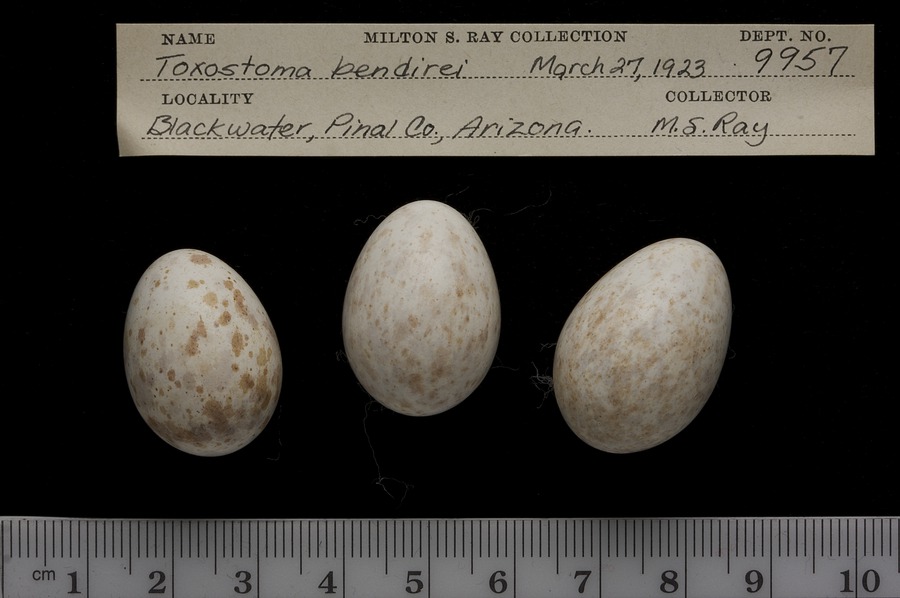 NAME MILTON S. RAY COLLECTION DEPT. NO.
Toxostoma bendirei March 27, 1923 9957
LOCALITY COLLECTOR
Blackwater, Pinal Co., Arizona. M.S. Ray
cm 1 2 3 4 5 6 7 8 9 10